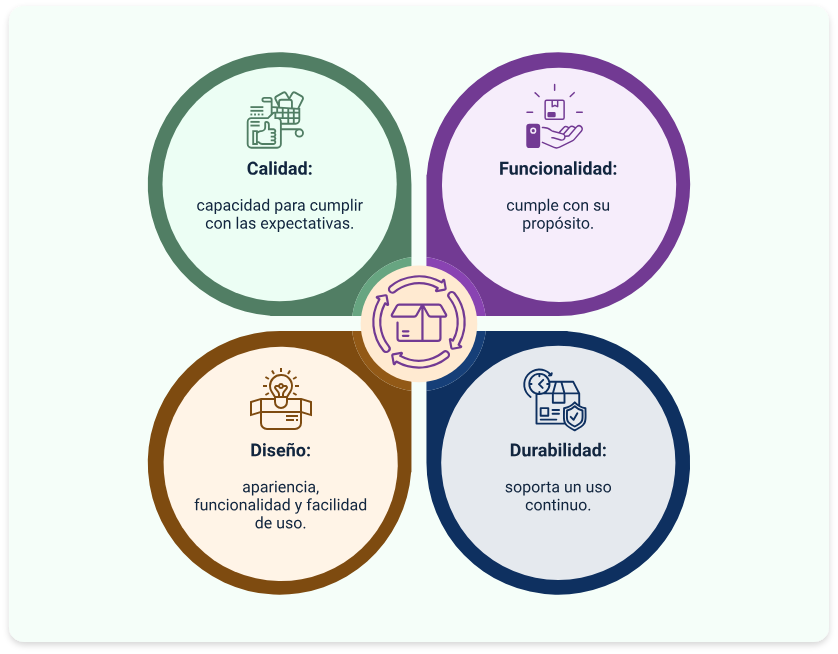 Calidad:
capacidad para cumplir
con las expectativas.
Funcionalidad:
cumple con su
propósito.
Diseño:
apariencia,
funcionalidad y facilidad
de uso.
Durabilidad:
soporta un uso
continuo.